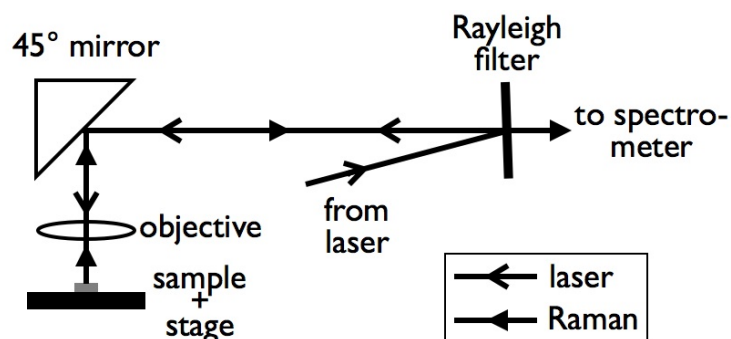 45° mirror
Rayleigh
filter
to spectro-
meter
from
laser
objective
sample
+
stage
laser
Raman